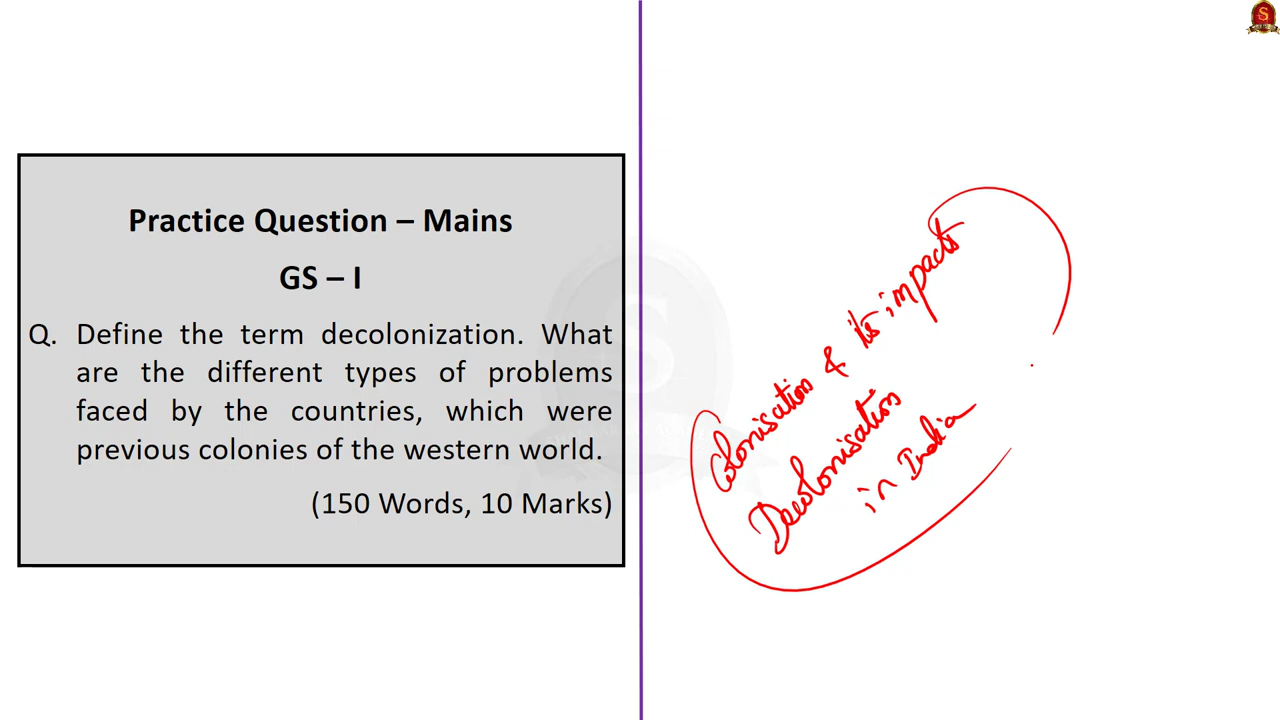 Practice Question – Mains
GS – I
Q. Define the term decolonization. What
are the different types of problems
faced by the countries, which were
previous colonies of the western world.
(150 Words, 10 Marks)
Colonisation & its impacts
Decolonisation
in India
S